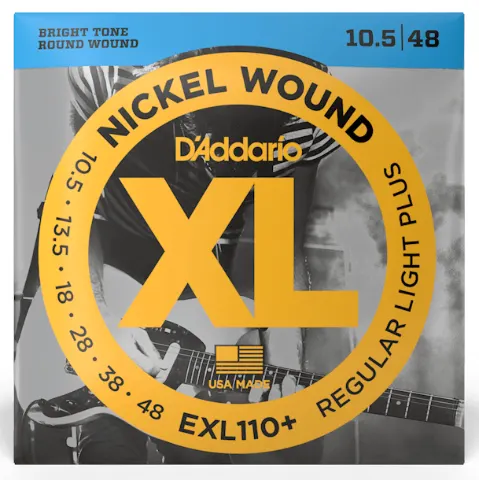 BRIGHT TONE
ROUND WOUND
10.5|48
NICKEL WOUND
D'Addario
XL
10.5 • 13.5 • 18 • 28 • 38 • 48
REGULAR LIGHT PLUS
USA MADE
EXL110+